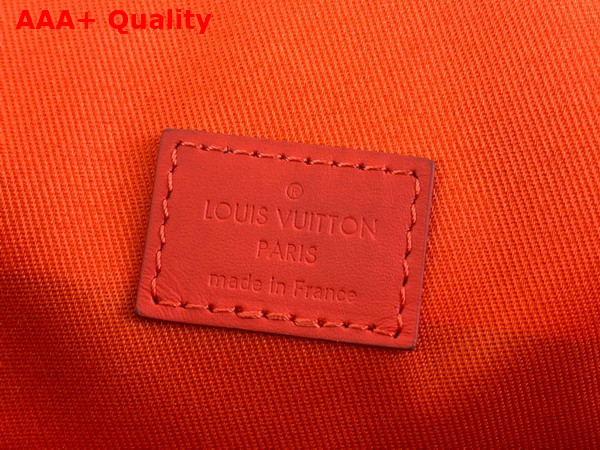 AAA+ Quality
®
LOUIS VUITTON
PARIS
made in France